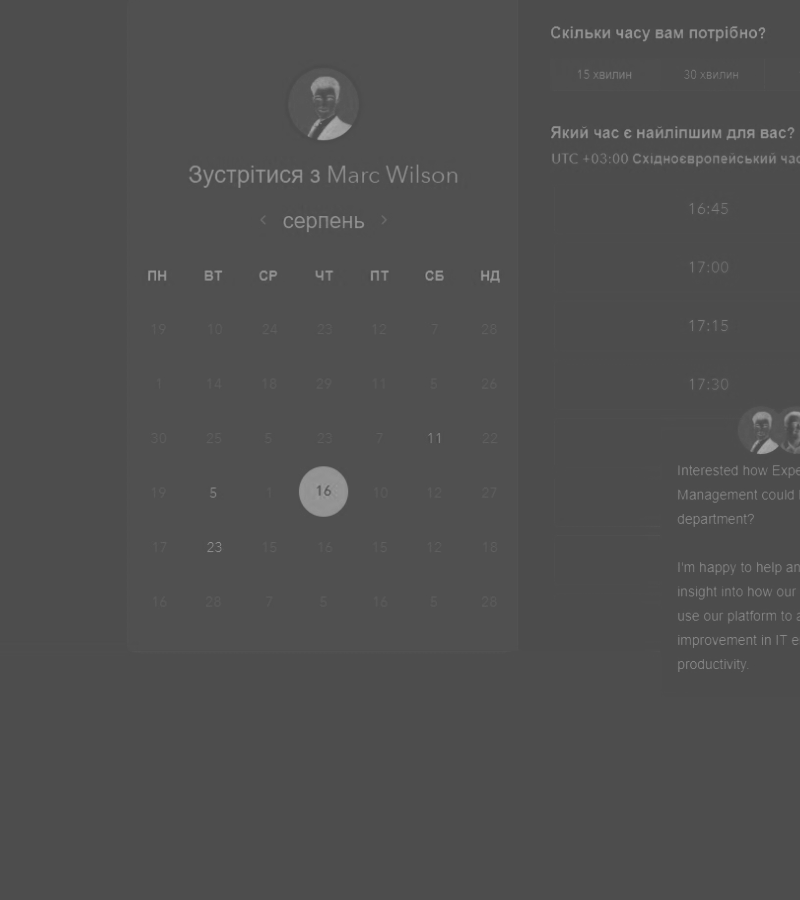 Зустрітися з Marc Wilson
серпень
ПН ВТ СР ЧТ ПТ СБ НД
19 10 24 23 12 7 28
1 14 18 29 11 5 26
30 25 5 23 7 11 22
19 5 1 16 10 12 27
17 23 15 16 15 12 18
16 28 7 5 16 5 28
Скільки часу вам потрібно?
15 хвилин 30 хвилин
Який час є найліпшим для вас?
UTC +03:00 Східноєвропейський час
16:45
17:00
17:15
17:30
Interested how Expe
Management could
department?
I'm happy to help an
insight into how our
use our platform to a
improvement in IT e
productivity.